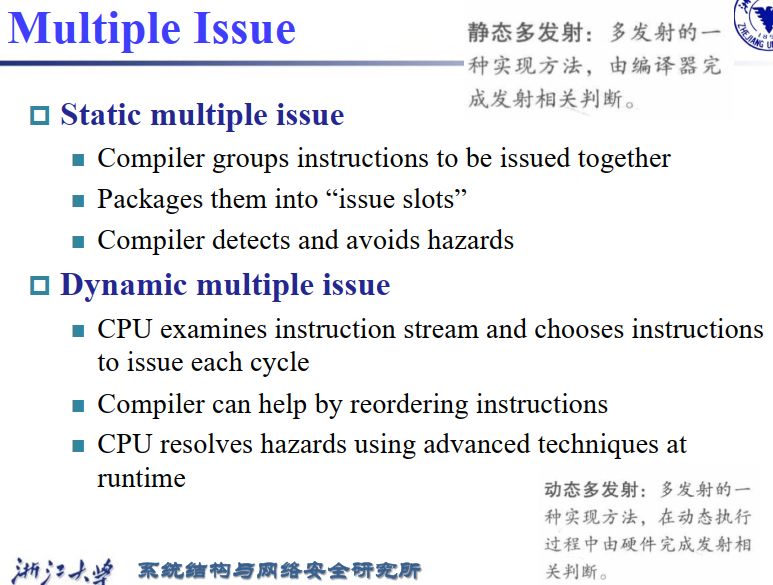 Multiple Issue
静态多发射：多发射的一
种实现方法，由编译器完
成发射相关判断。
Static multiple issue
Compiler groups instructions to be issued together
Packages them into “issue slots”
Compiler detects and avoids hazards
Dynamic multiple issue
CPU examines instruction stream and chooses instructions
to issue each cycle
Compiler can help by reordering instructions
CPU resolves hazards using advanced techniques at
runtime
动态多发射：多发射的一
种实现方法，在动态执行
过程中由硬件完成发射相
关判断。
浙江大学 系统结构与网络安全研究所